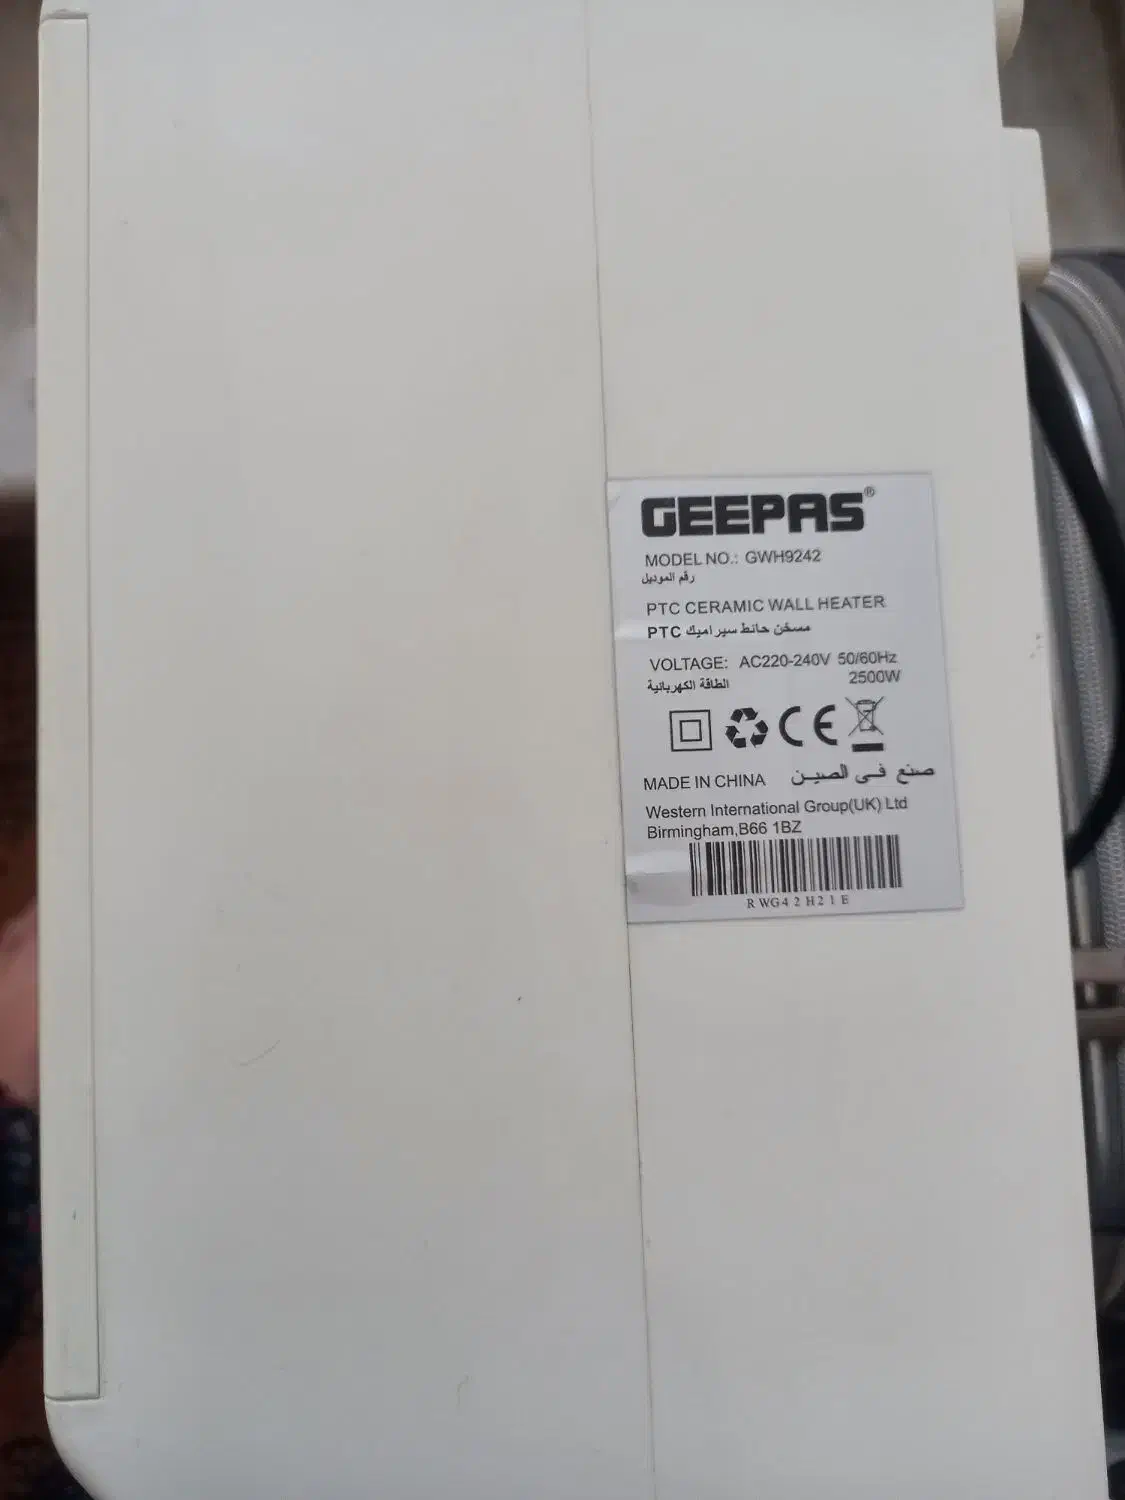 GEEPAS®
MODEL NO.: GWH9242
رقم الموديل
PTC CERAMIC WALL HEATER
مسخن حائط سيراميك PTC
VOLTAGE: AC220-240V 50/60Hz
الطاقة الكهربائية 2500W
CE
MADE IN CHINA صنع في الصين
Western International Group(UK) Ltd
Birmingham,B66 1BZ
RWG42H21E